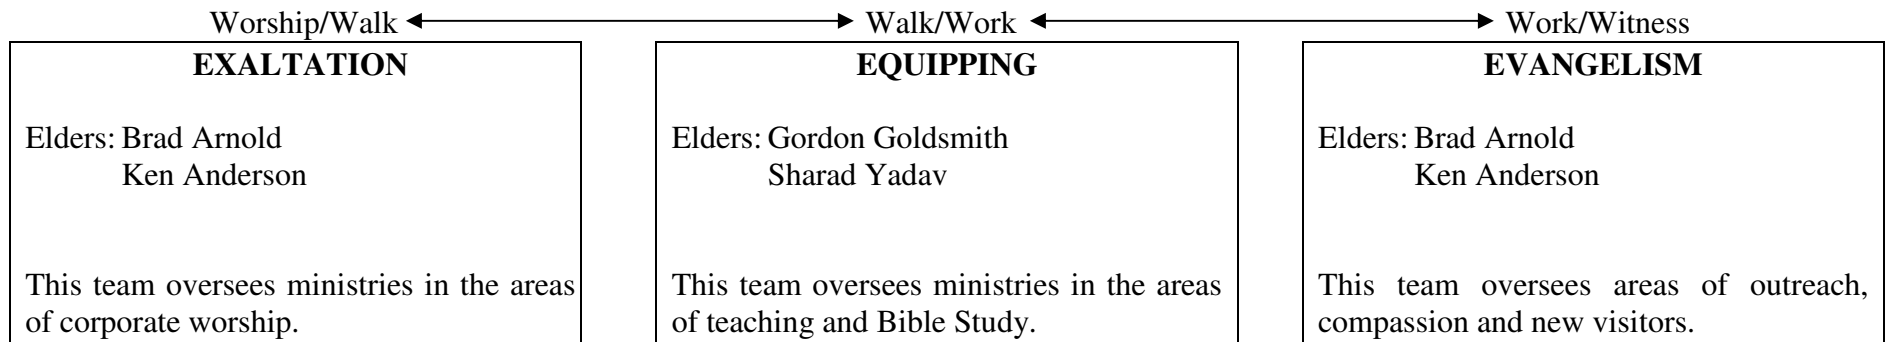 Worship/Walk Walk/Work Work/Witness
EXALTATION
Elders: Brad Arnold
Ken Anderson
This team oversees ministries in the areas
of corporate worship.
EQUIPPING
Elders: Gordon Goldsmith
Sharad Yadav
This team oversees ministries in the areas
of teaching and Bible Study.
EVANGELISM
Elders: Brad Arnold
Ken Anderson
This team oversees areas of outreach,
compassion and new visitors.